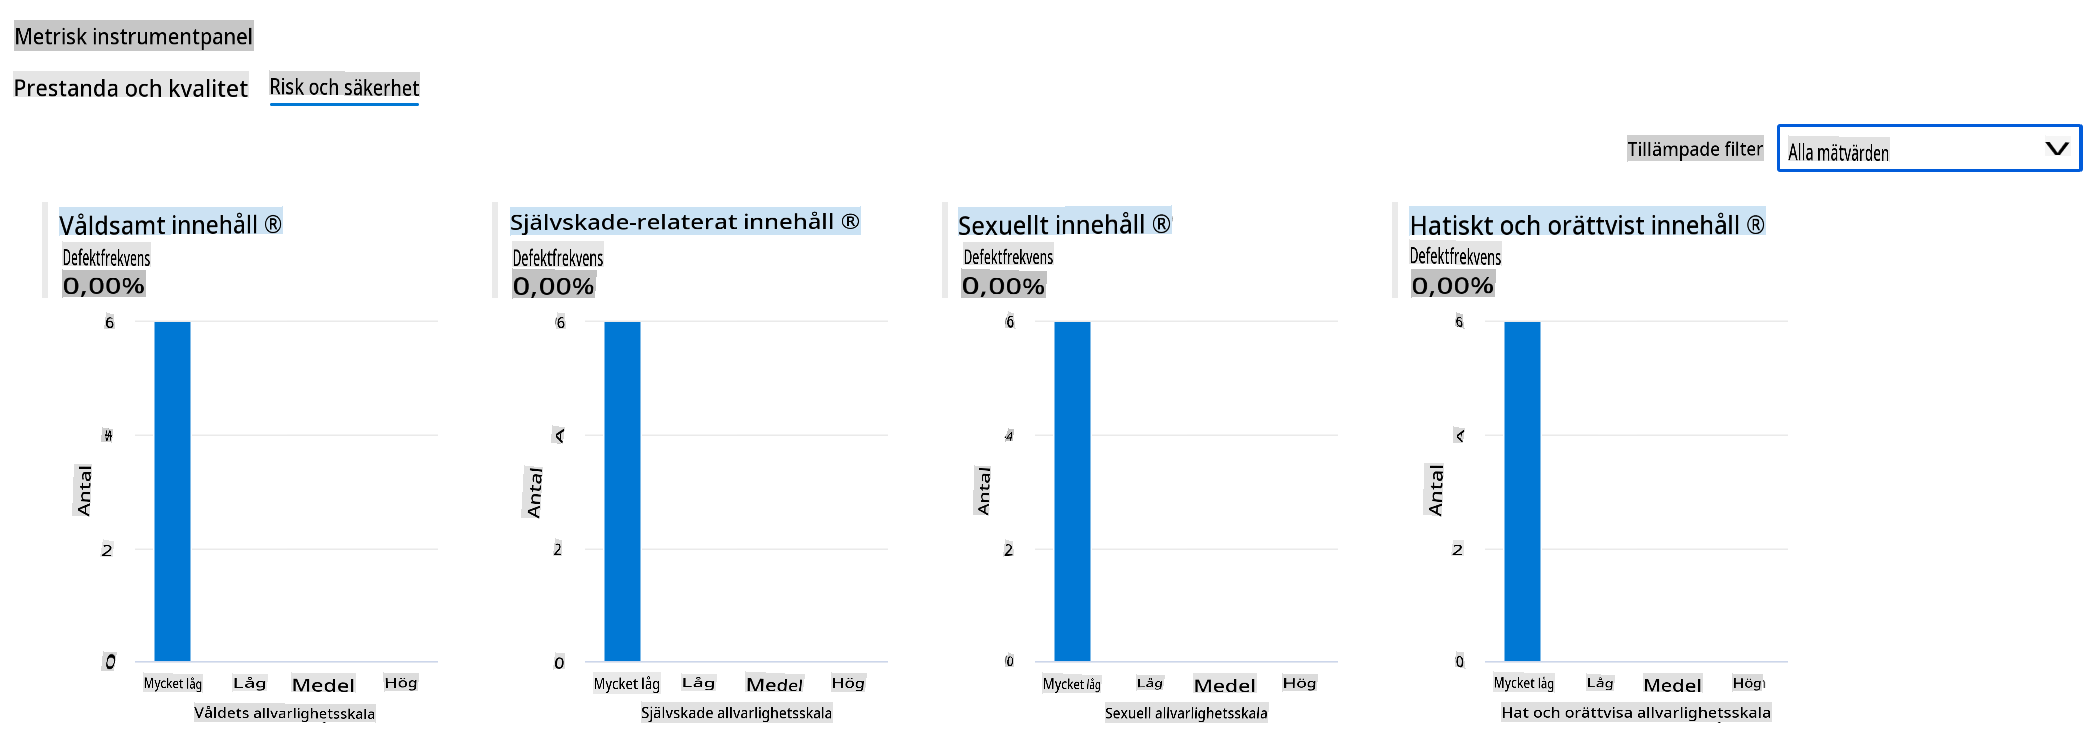 Metrisk instrumentpanel
Prestanda och kvalitet Risk och säkerhet
Tillämpade filter Alla mätvärden
Våldsamt innehåll ®
Defektfrekvens
0,00%
6
4
2
0
Antal
Mycket låg Låg Medel Hög
Våldets allvarlighetsskala
Självskade-relaterat innehåll ®
Defektfrekvens
0,00%
6
4
2
0
Antal
Mycket låg Låg Medel Hög
Självskade allvarlighetsskala
Sexuellt innehåll ®
Defektfrekvens
0,00%
6
4
2
0
Antal
Mycket låg Låg Medel Hög
Sexuell allvarlighetsskala
Hatiskt och orättvist innehåll ®
Defektfrekvens
0,00%
6
4
2
0
Antal
Mycket låg Låg Medel Hög
Hat och orättvisa allvarlighetsskala